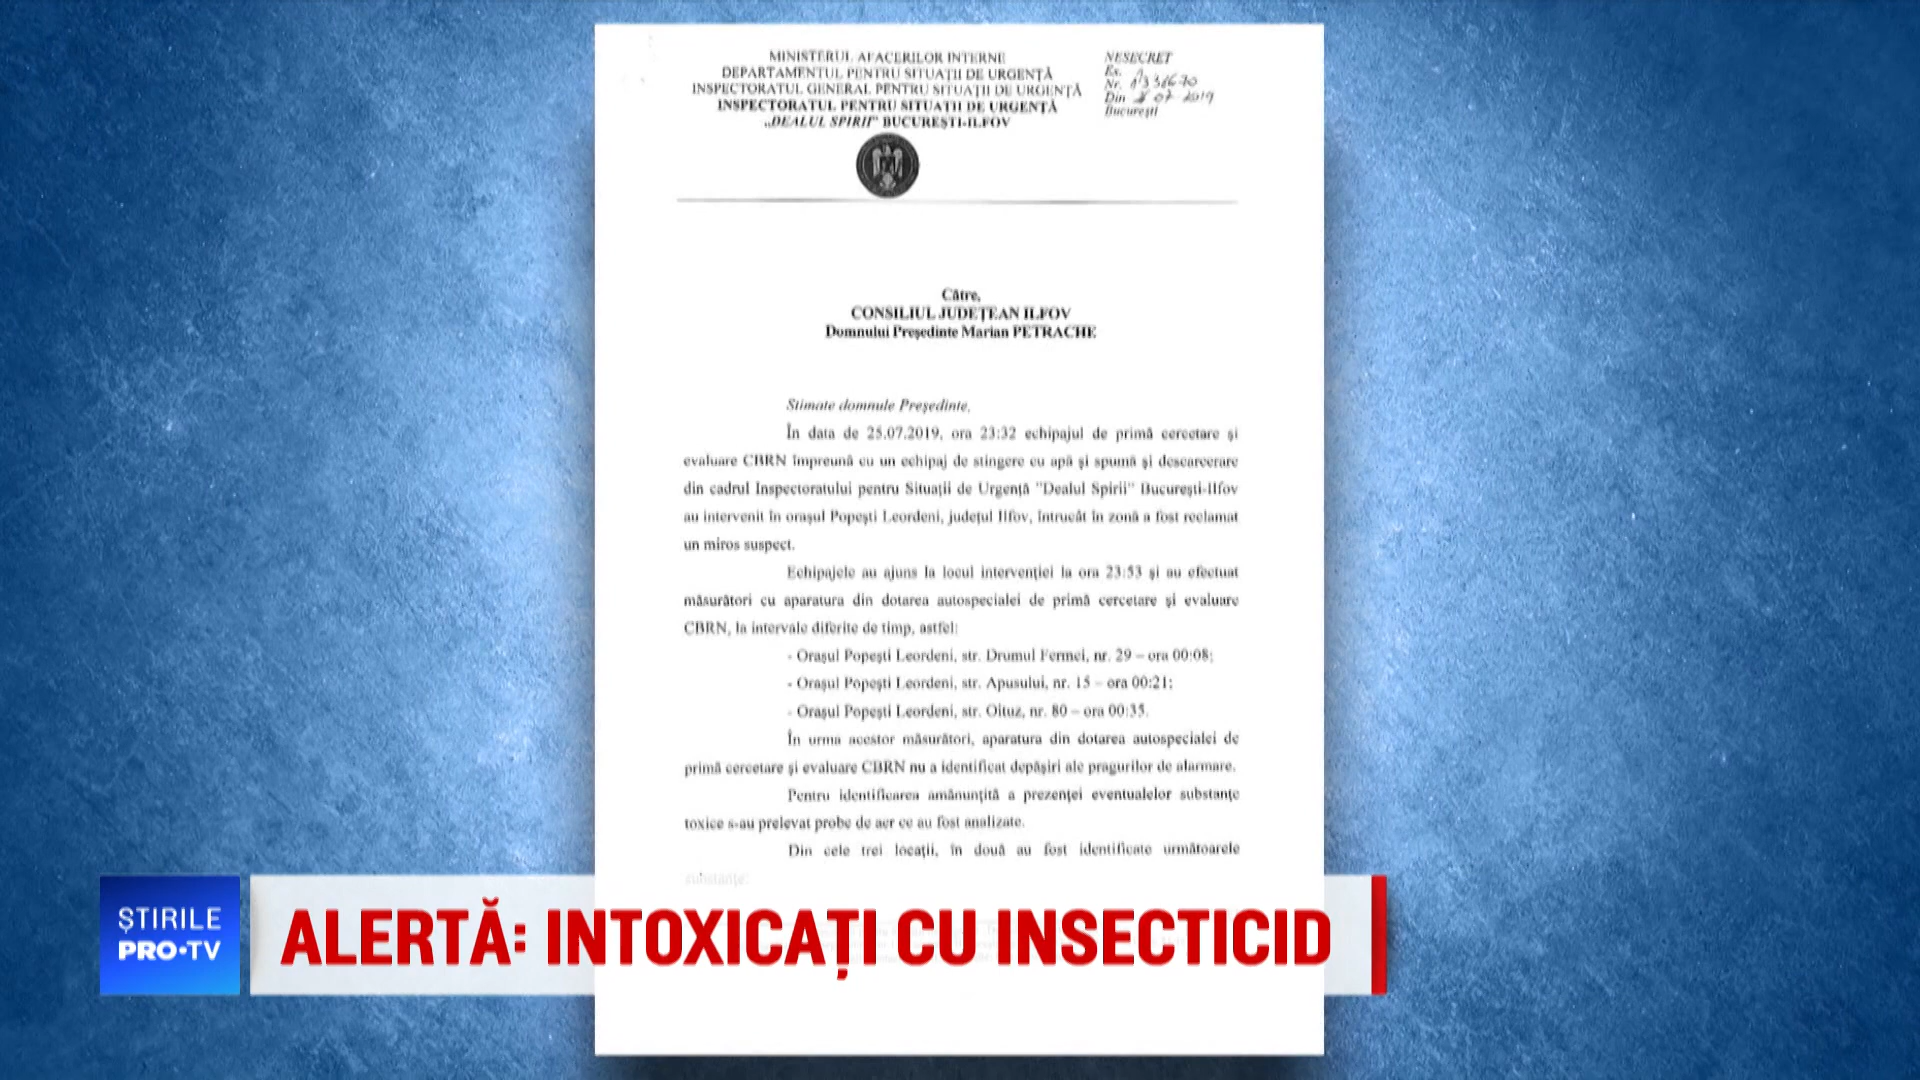 MINISTERUL AFACERILOR INTERNE
DEPARTAMENTUL PENTRU SITUAȚII DE URGENȚĂ
INSPECTORATUL GENERAL PENTRU SITUAȚII DE URGENȚĂ
INSPECTORATUL PENTRU SITUAȚII DE URGENȚĂ
„DEALUL SPIRII” BUCUREȘTI-ILFOV
NESECRET
Ex.
Nr.
Din 07 2019
București
Către,
CONSILIUL JUDEȚEAN ILFOV
Domnului Președinte Marian PETRACHE
Stimate domnule Președinte,
În data de 25.07.2019, ora 23:32 echipajul de primă cercetare și
evaluare CBRN împreună cu un echipaj de stingere cu apă și spumă și descarcerare
din cadrul Inspectoratului pentru Situații de Urgență "Dealul Spirii" București-Ilfov
au intervenit în orașul Popești Leordeni, județul Ilfov, întrucât în zonă a fost reclamat
un miros suspect.
Echipajele au ajuns la locul intervenției la ora 23:53 și au efectuat
măsurători cu aparatura din dotarea autospecialei de primă cercetare și evaluare
CBRN, la intervale diferite de timp, astfel:
- Orașul Popești Leordeni, str. Drumul Fermei, nr. 29 – ora 00:08;
- Orașul Popești Leordeni, str. Apusului, nr. 15 – ora 00:21;
- Orașul Popești Leordeni, str. Oituz, nr. 80 – ora 00:35.
În urma acestor măsurători, aparatura din dotarea autospecialei de
primă cercetare și evaluare CBRN nu a identificat depășiri ale pragurilor de alarmare.
Pentru identificarea amănunțită a prezenței eventualelor substanțe
toxice s-au prelevat probe de aer ce au fost analizate.
Din cele trei locații, în două au fost identificate următoarele
substanțe:
ȘTIRILE
PRO•TV
ALERTĂ: INTOXICAȚI CU INSECTICID